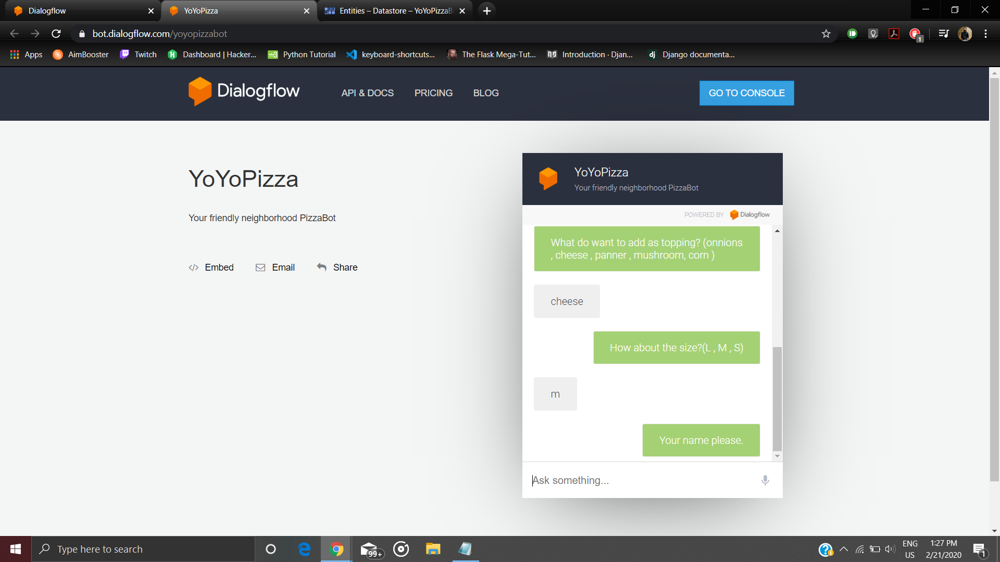 Dialogflow
YoYoPizza
Entities – Datastore – YoYoPizzaB
bot.dialogflow.com/yoyopizzabot
1
Apps
AimBooster
Twitch
Dashboard | Hacker...
Python Tutorial
keyboard-shortcuts...
The Flask Mega-Tut...
Introduction · Djan...
Django documenta...
Dialogflow
API & DOCS
PRICING
BLOG
GO TO CONSOLE
YoYoPizza
Your friendly neighborhood PizzaBot
Embed
Email
Share
YoYoPizza
Your friendly neighborhood PizzaBot
POWERED BY Dialogflow
What do want to add as topping? (onnions
, cheese , panner , mushroom, corn )
cheese
How about the size?(L , M , S)
m
Your name please.
Ask something...
Type here to search
99+
ENG
US
1:27 PM
2/21/2020
1